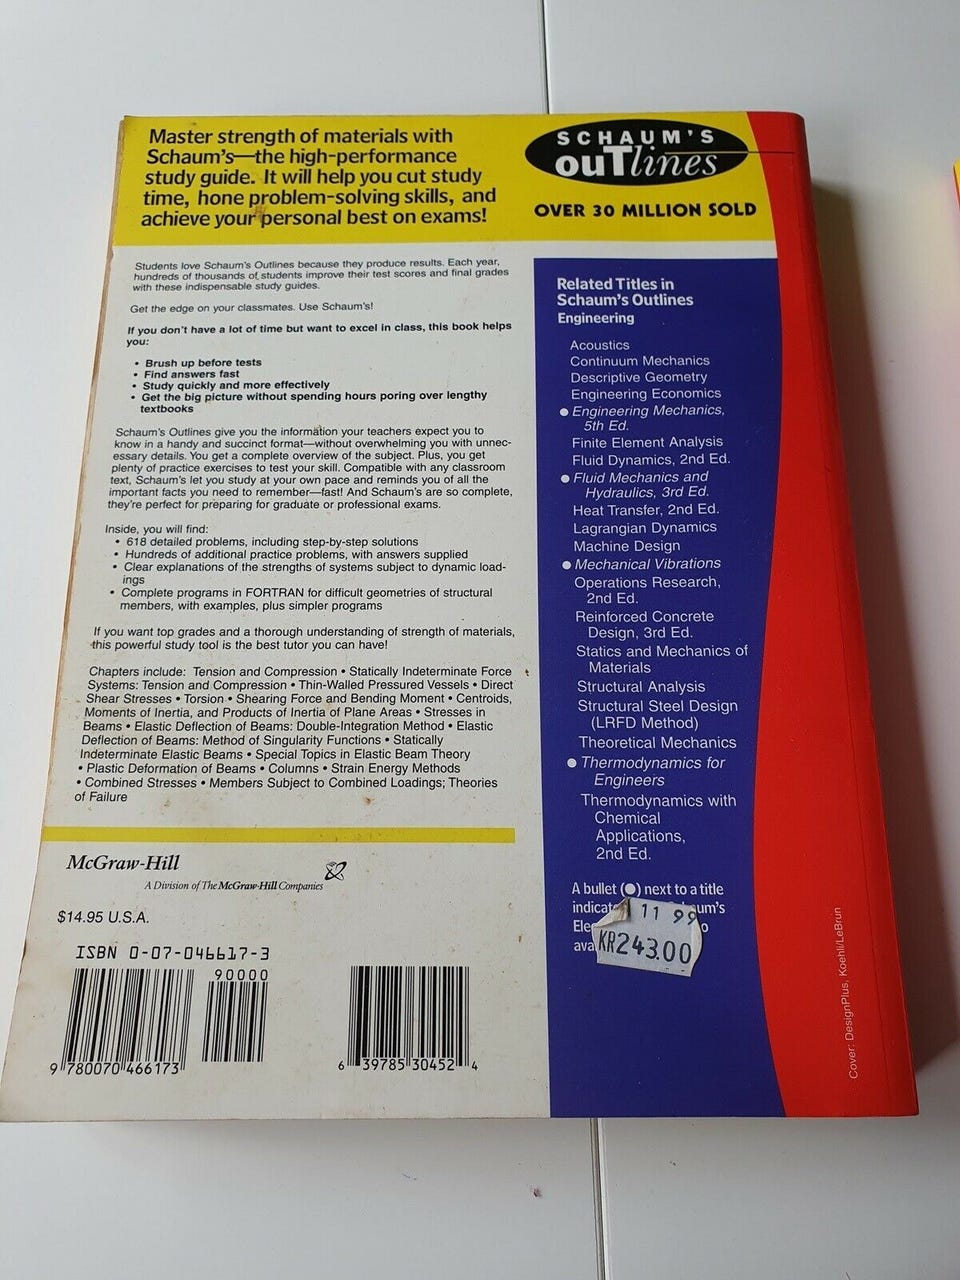 Master strength of materials with
Schaum's—the high-performance
study guide. It will help you cut study
time, hone problem-solving skills, and
achieve your personal best on exams!
SCHAUM'S
ouTlines
OVER 30 MILLION SOLD
Students love Schaum's Outlines because they produce results. Each year,
hundreds of thousands of students improve their test scores and final grades
with these indispensable study guides.
Get the edge on your classmates. Use Schaum's!
If you don't have a lot of time but want to excel in class, this book helps
you:
• Brush up before tests
• Find answers fast
• Study quickly and more effectively
• Get the big picture without spending hours poring over lengthy
textbooks
Schaum's Outlines give you the information your teachers expect you to
know in a handy and succinct format—without overwhelming you with unnec-
essary details. You get a complete overview of the subject. Plus, you get
plenty of practice exercises to test your skill. Compatible with any classroom
text, Schaum's let you study at your own pace and reminds you of all the
important facts you need to remember—fast! And Schaum's are so complete,
they're perfect for preparing for graduate or professional exams.
Inside, you will find:
• 618 detailed problems, including step-by-step solutions
• Hundreds of additional practice problems, with answers supplied
• Clear explanations of the strengths of systems subject to dynamic load-
ings
• Complete programs in FORTRAN for difficult geometries of structural
members, with examples, plus simpler programs
If you want top grades and a thorough understanding of strength of materials,
this powerful study tool is the best tutor you can have!
Chapters include: Tension and Compression • Statically Indeterminate Force
Systems: Tension and Compression • Thin-Walled Pressured Vessels • Direct
Shear Stresses • Torsion • Shearing Force and Bending Moment • Centroids,
Moments of Inertia, and Products of Inertia of Plane Areas • Stresses in
Beams • Elastic Deflection of Beams: Double-Integration Method • Elastic
Deflection of Beams: Method of Singularity Functions • Statically
Indeterminate Elastic Beams • Special Topics in Elastic Beam Theory
• Plastic Deformation of Beams • Columns • Strain Energy Methods
• Combined Stresses • Members Subject to Combined Loadings; Theories
of Failure
McGraw-Hill
A Division of The McGraw-Hill Companies
$14.95 U.S.A.
ISBN 0-07-046617-3
90000
9 780070 466173
6 39785 30452 4
Related Titles in
Schaum's Outlines
Engineering
Acoustics
Continuum Mechanics
Descriptive Geometry
Engineering Economics
● Engineering Mechanics,
5th Ed.
Finite Element Analysis
Fluid Dynamics, 2nd Ed.
● Fluid Mechanics and
Hydraulics, 3rd Ed.
Heat Transfer, 2nd Ed.
Lagrangian Dynamics
Machine Design
● Mechanical Vibrations
Operations Research,
2nd Ed.
Reinforced Concrete
Design, 3rd Ed.
Statics and Mechanics of
Materials
Structural Analysis
Structural Steel Design
(LRFD Method)
Theoretical Mechanics
● Thermodynamics for
Engineers
Thermodynamics with
Chemical
Applications,
2nd Ed.
A bullet (●) next to a title
11 99
KR243.00
Cover: DesignPlus, Koehli/LeBrun